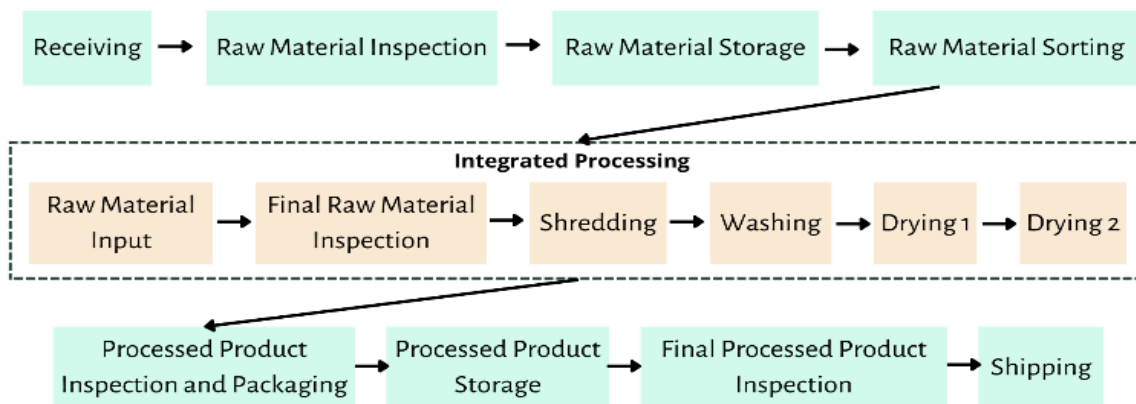 Receiving
Raw Material Inspection
Raw Material Storage
Raw Material Sorting
Integrated Processing
Raw Material
Input
Final Raw Material
Inspection
Shredding
Washing
Drying 1
Drying 2
Processed Product
Inspection and Packaging
Processed Product
Storage
Final Processed Product
Inspection
Shipping